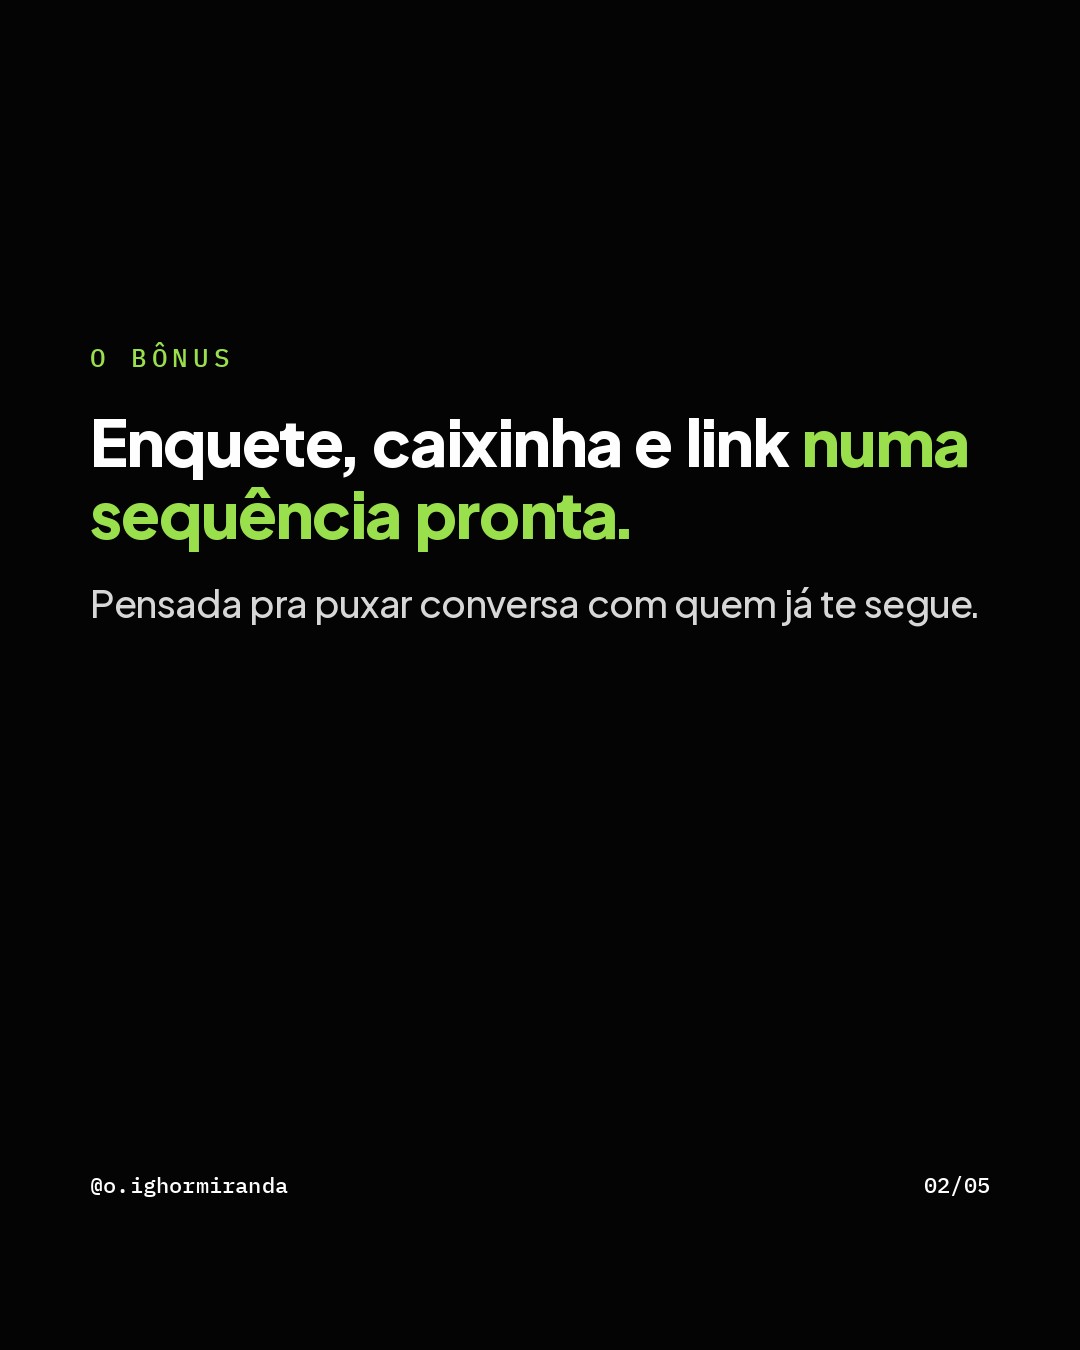 O BÔNUS
Enquete, caixinha e link numa
sequência pronta.
Pensada pra puxar conversa com quem já te segue.
@o.ighormiranda
02/05